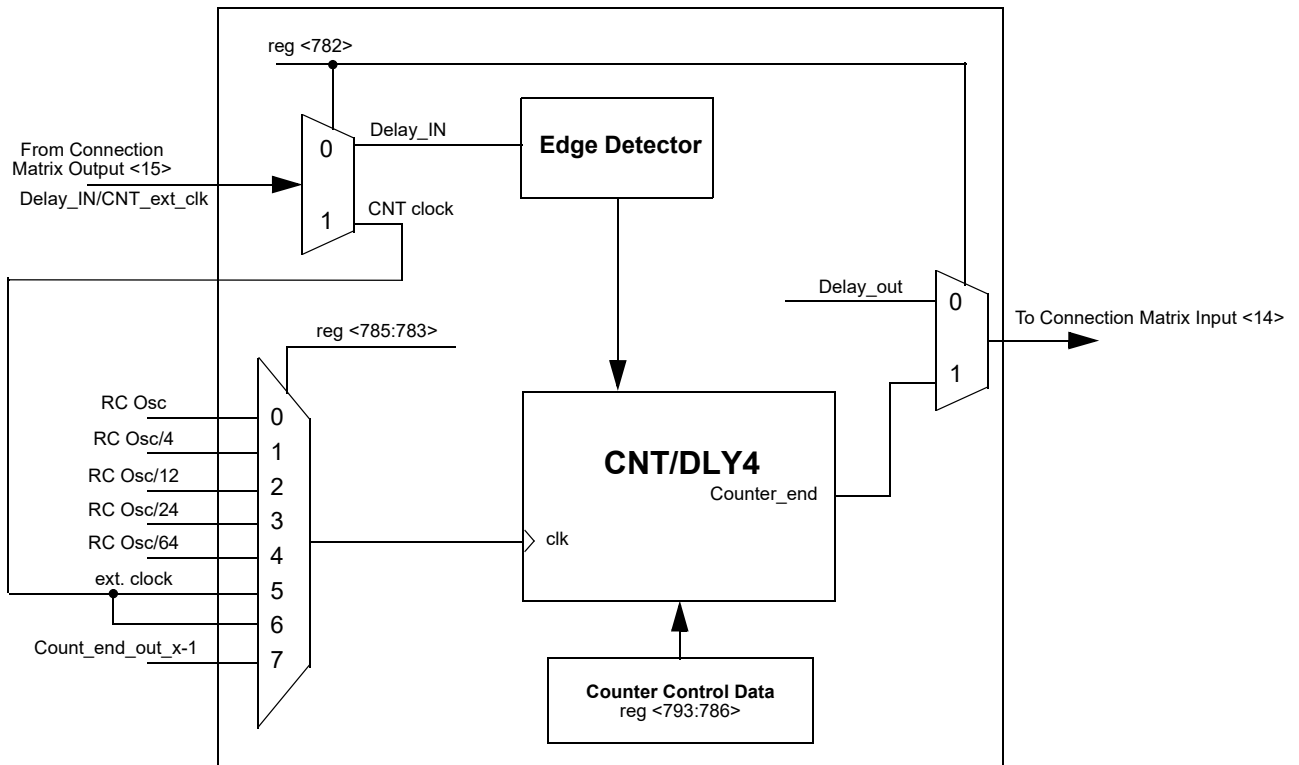 reg <782>
From Connection
Matrix Output <15>
Delay_IN/CNT_ext_clk
0
1
Delay_IN
CNT clock
Edge Detector
Delay_out
0
1
To Connection Matrix Input <14>
reg <785:783>
RC Osc
0
RC Osc/4
1
RC Osc/12
2
RC Osc/24
3
RC Osc/64
4
ext. clock
5
6
Count_end_out_x-1
7
CNT/DLY4
Counter_end
clk
Counter Control Data
reg <793:786>